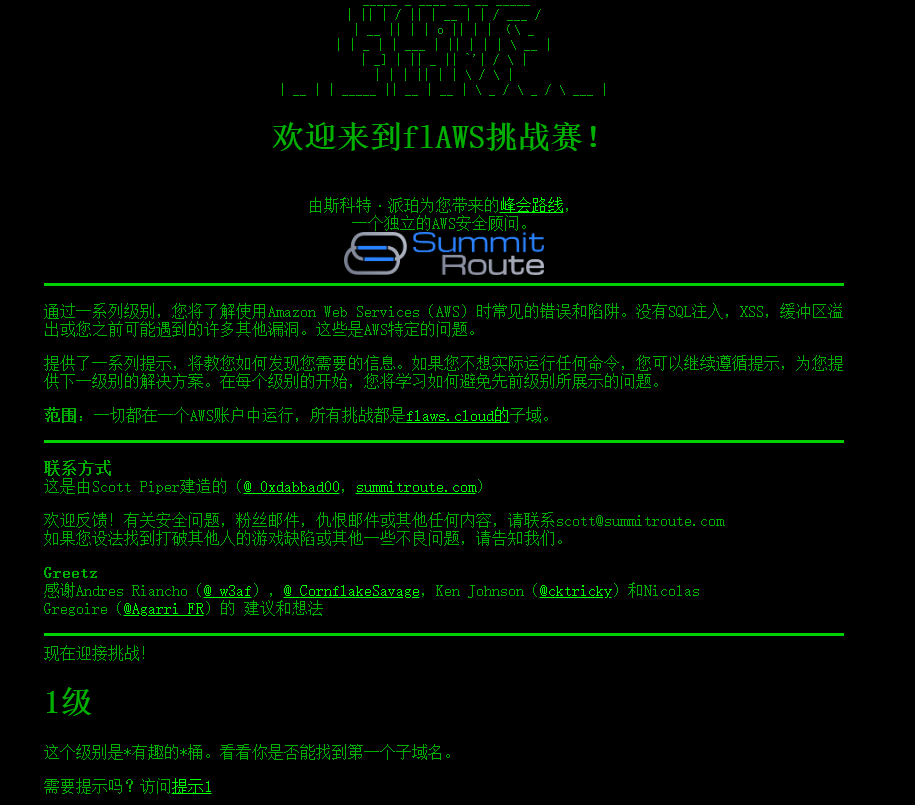 欢迎来到flAWS挑战赛！
由斯科特·派珀为您带来的峰会路线，
一个独立的AWS安全顾问。
Summit
Route
通过一系列级别，您将了解使用Amazon Web Services（AWS）时常见的错误和陷阱。没有SQL注入，XSS，缓冲区溢
出或您之前可能遇到的许多其他漏洞。这些是AWS特定的问题。
提供了一系列提示，将教您如何发现您需要的信息。如果您不想实际运行任何命令，您可以继续遵循提示，为您提
供下一级别的解决方案。在每个级别的开始，您将学习如何避免先前级别所展示的问题。
范围：一切都在一个AWS账户中运行，所有挑战都是flaws.cloud的子域。
联系方式
这是由Scott Piper建造的（@ 0xdabbad00，summitroute.com）
欢迎反馈！有关安全问题，粉丝邮件，仇恨邮件或其他任何内容，请联系scott@summitroute.com
如果您设法找到打破其他人的游戏缺陷或其他一些不良问题，请告知我们。
Greetz
感谢Andres Riancho（@ w3af），@ CornflakeSavage，Ken Johnson（@cktricky）和Nicolas
Gregoire（@Agarri_FR）的 建议和想法
现在迎接挑战！
1级
这个级别是*有趣的*桶。看看你是否能找到第一个子域名。
需要提示吗？访问提示1